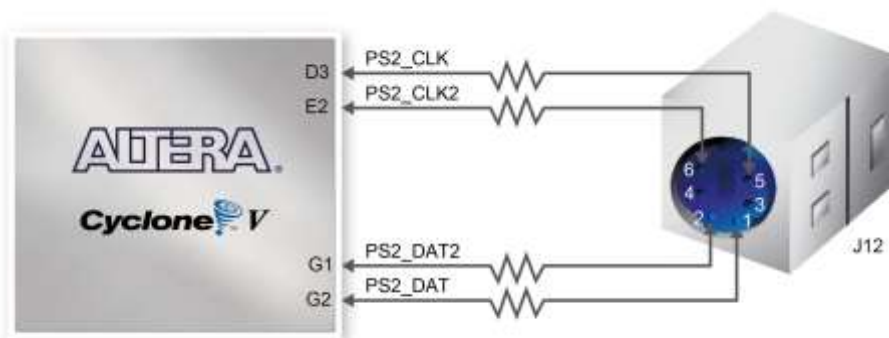 D3
PS2_CLK
E2
PS2_CLK2
ALTERA.
Cyclone V
6
5
4
3
2
1
G1
PS2_DAT2
G2
PS2_DAT
J12